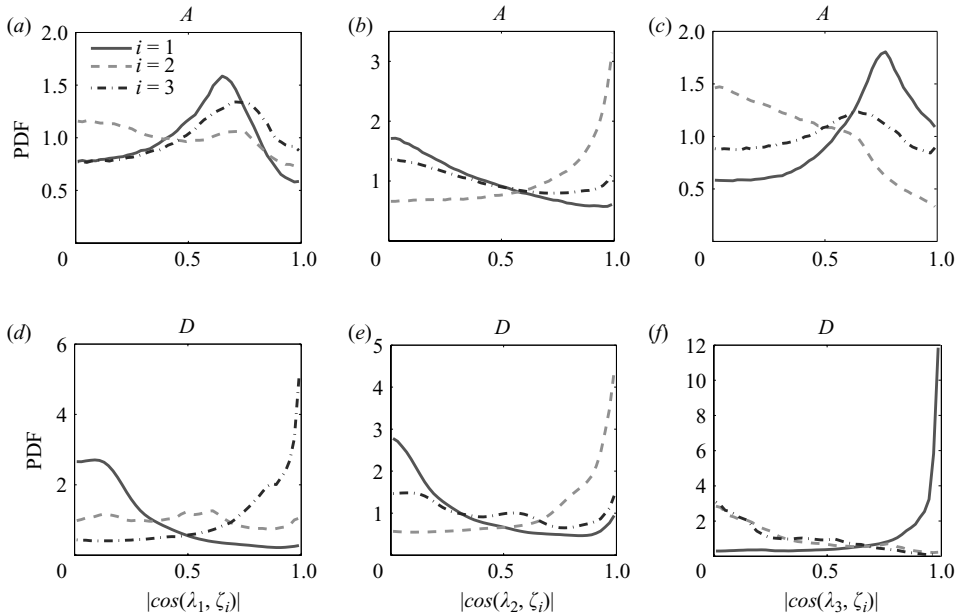 (a)
A
(b)
A
(c)
A
2.0
1.5
1.0
0.5
PDF
i = 1
i = 2
i = 3
0
0.5
1.0
3
2
1
0
0.5
1.0
2.0
1.5
1.0
0.5
0
0.5
1.0
(d)
D
(e)
D
(f)
D
6
4
2
PDF
0
0.5
1.0
|cos(λ1, ζi)|
5
4
3
2
1
0
0.5
1.0
|cos(λ2, ζi)|
12
10
8
6
4
2
0
0.5
1.0
|cos(λ3, ζi)|